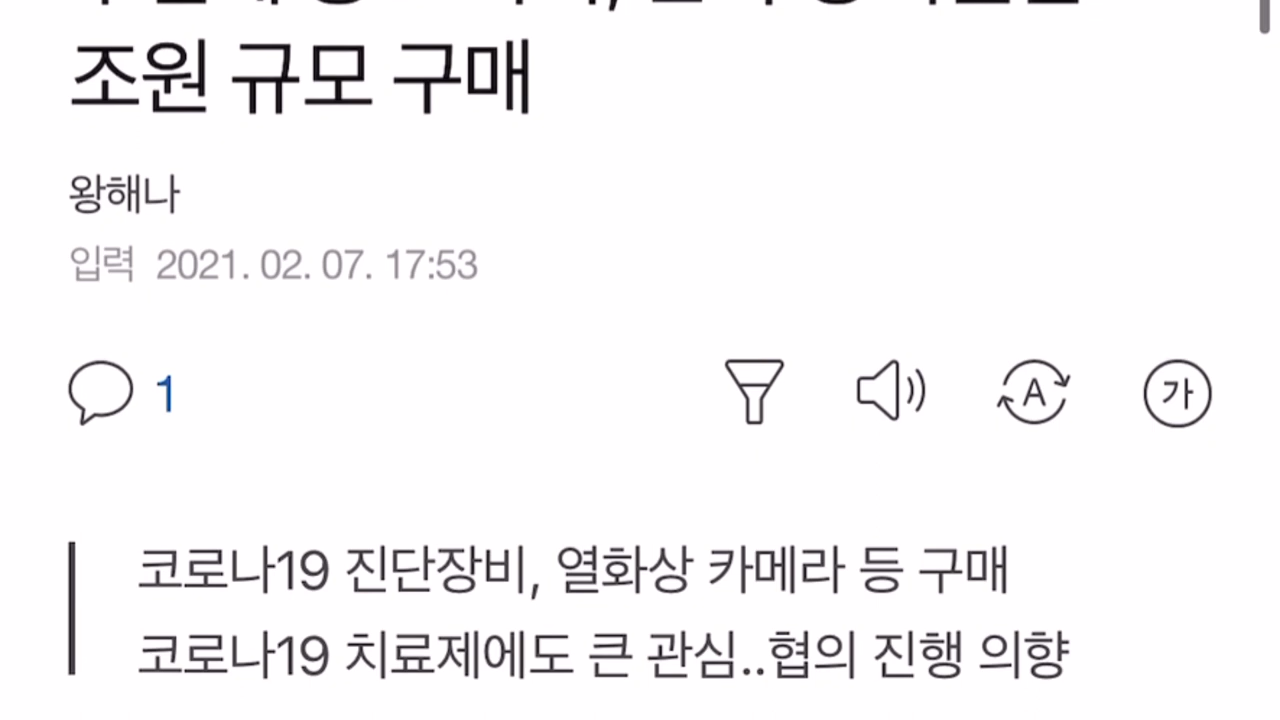 조원 규모 구매
왕해나
입력 2021. 02. 07. 17:53
1
A
가
코로나19 진단장비, 열화상 카메라 등 구매
코로나19 치료제에도 큰 관심..협의 진행 의향